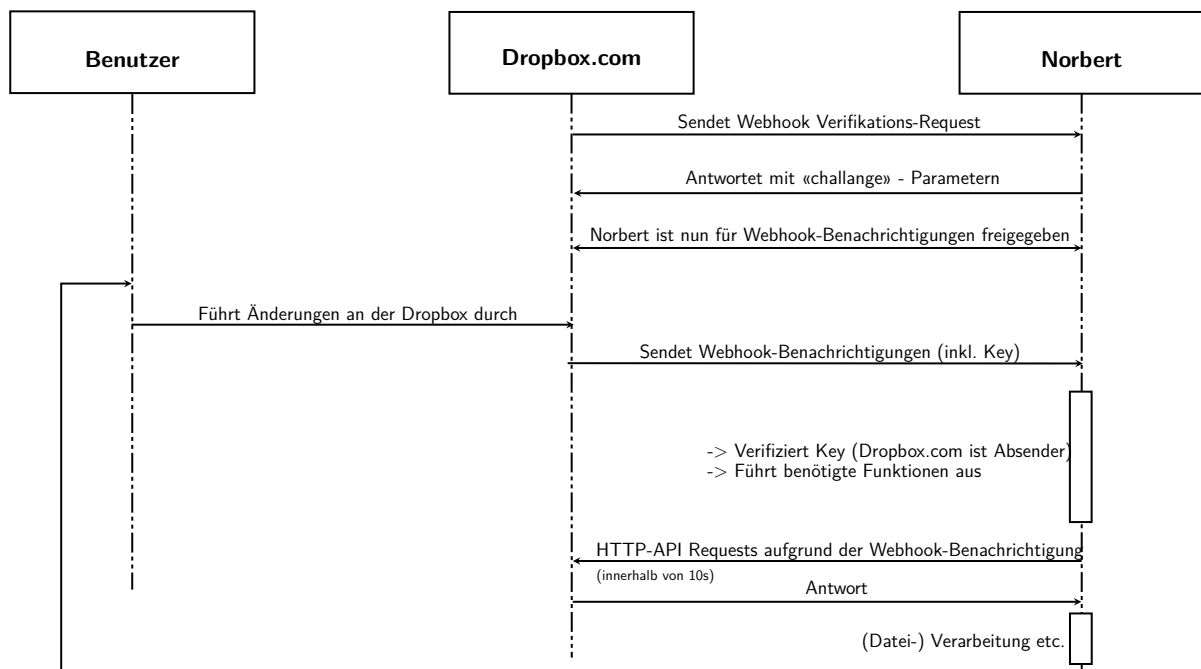 Benutzer
Dropbox.com
Norbert
Sendet Webhook Verifikations-Request
Antwortet mit «challange» - Parametern
Norbert ist nun für Webhook-Benachrichtigungen freigegeben
Führt Änderungen an der Dropbox durch
Sendet Webhook-Benachrichtigungen (inkl. Key)
-> Verifiziert Key (Dropbox.com ist Absender)
-> Führt benötigte Funktionen aus
HTTP-API Requests aufgrund der Webhook-Benachrichtigung
(innerhalb von 10s)
Antwort
(Datei-) Verarbeitung etc.